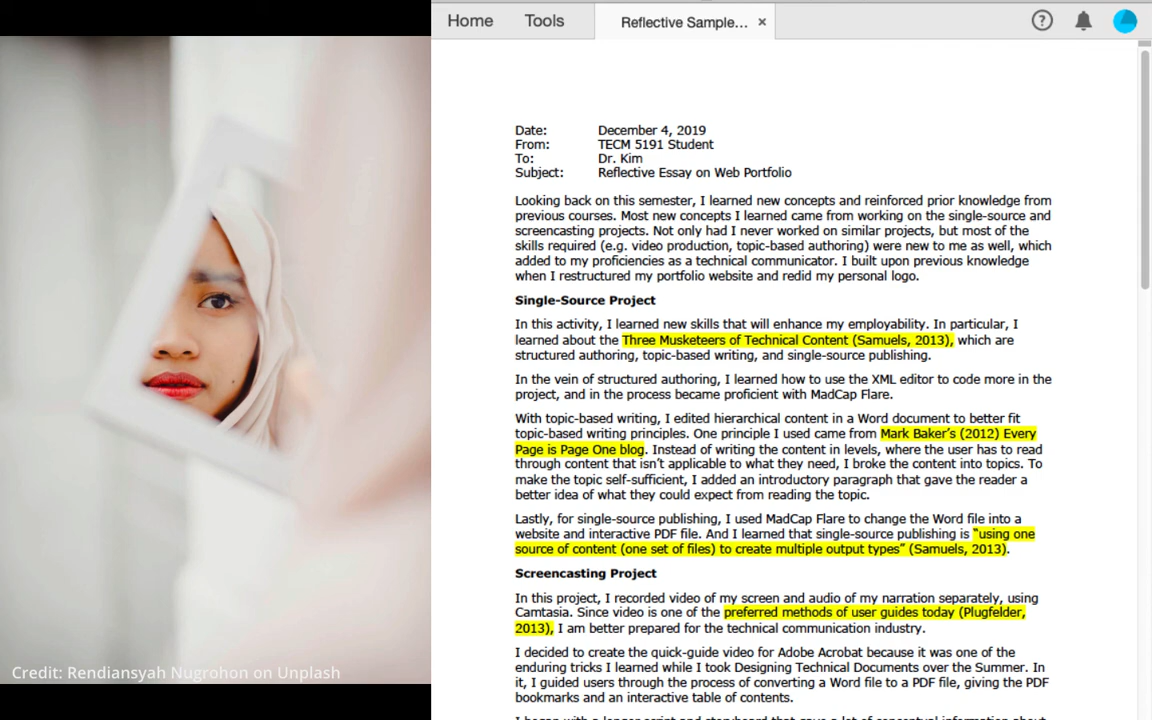 Home Tools Reflective Sample... ×
Date: December 4, 2019
From: TECM 5191 Student
To: Dr. Kim
Subject: Reflective Essay on Web Portfolio
Looking back on this semester, I learned new concepts and reinforced prior knowledge from
previous courses. Most new concepts I learned came from working on the single-source and
screencasting projects. Not only had I never worked on similar projects, but most of the
skills required (e.g. video production, topic-based authoring) were new to me as well, which
added to my proficiencies as a technical communicator. I built upon previous knowledge
when I restructured my portfolio website and redid my personal logo.
Single-Source Project
In this activity, I learned new skills that will enhance my employability. In particular, I
learned about the Three Musketeers of Technical Content (Samuels, 2013), which are
structured authoring, topic-based writing, and single-source publishing.
In the vein of structured authoring, I learned how to use the XML editor to code more in the
project, and in the process became proficient with MadCap Flare.
With topic-based writing, I edited hierarchical content in a Word document to better fit
topic-based writing principles. One principle I used came from Mark Baker's (2012) Every
Page is Page One blog. Instead of writing the content in levels, where the user has to read
through content that isn't applicable to what they need, I broke the content into topics. To
make the topic self-sufficient, I added an introductory paragraph that gave the reader a
better idea of what they could expect from reading the topic.
Lastly, for single-source publishing, I used MadCap Flare to change the Word file into a
website and interactive PDF file. And I learned that single-source publishing is "using one
source of content (one set of files) to create multiple output types" (Samuels, 2013).
Screencasting Project
In this project, I recorded video of my screen and audio of my narration separately, using
Camtasia. Since video is one of the preferred methods of user guides today (Plugfelder,
2013), I am better prepared for the technical communication industry.
I decided to create the quick-guide video for Adobe Acrobat because it was one of the
enduring tricks I learned while I took Designing Technical Documents over the Summer. In
it, I guided users through the process of converting a Word file to a PDF file, giving the PDF
bookmarks and an interactive table of contents.
Credit: Rendiansyah Nugrohon on Unplash